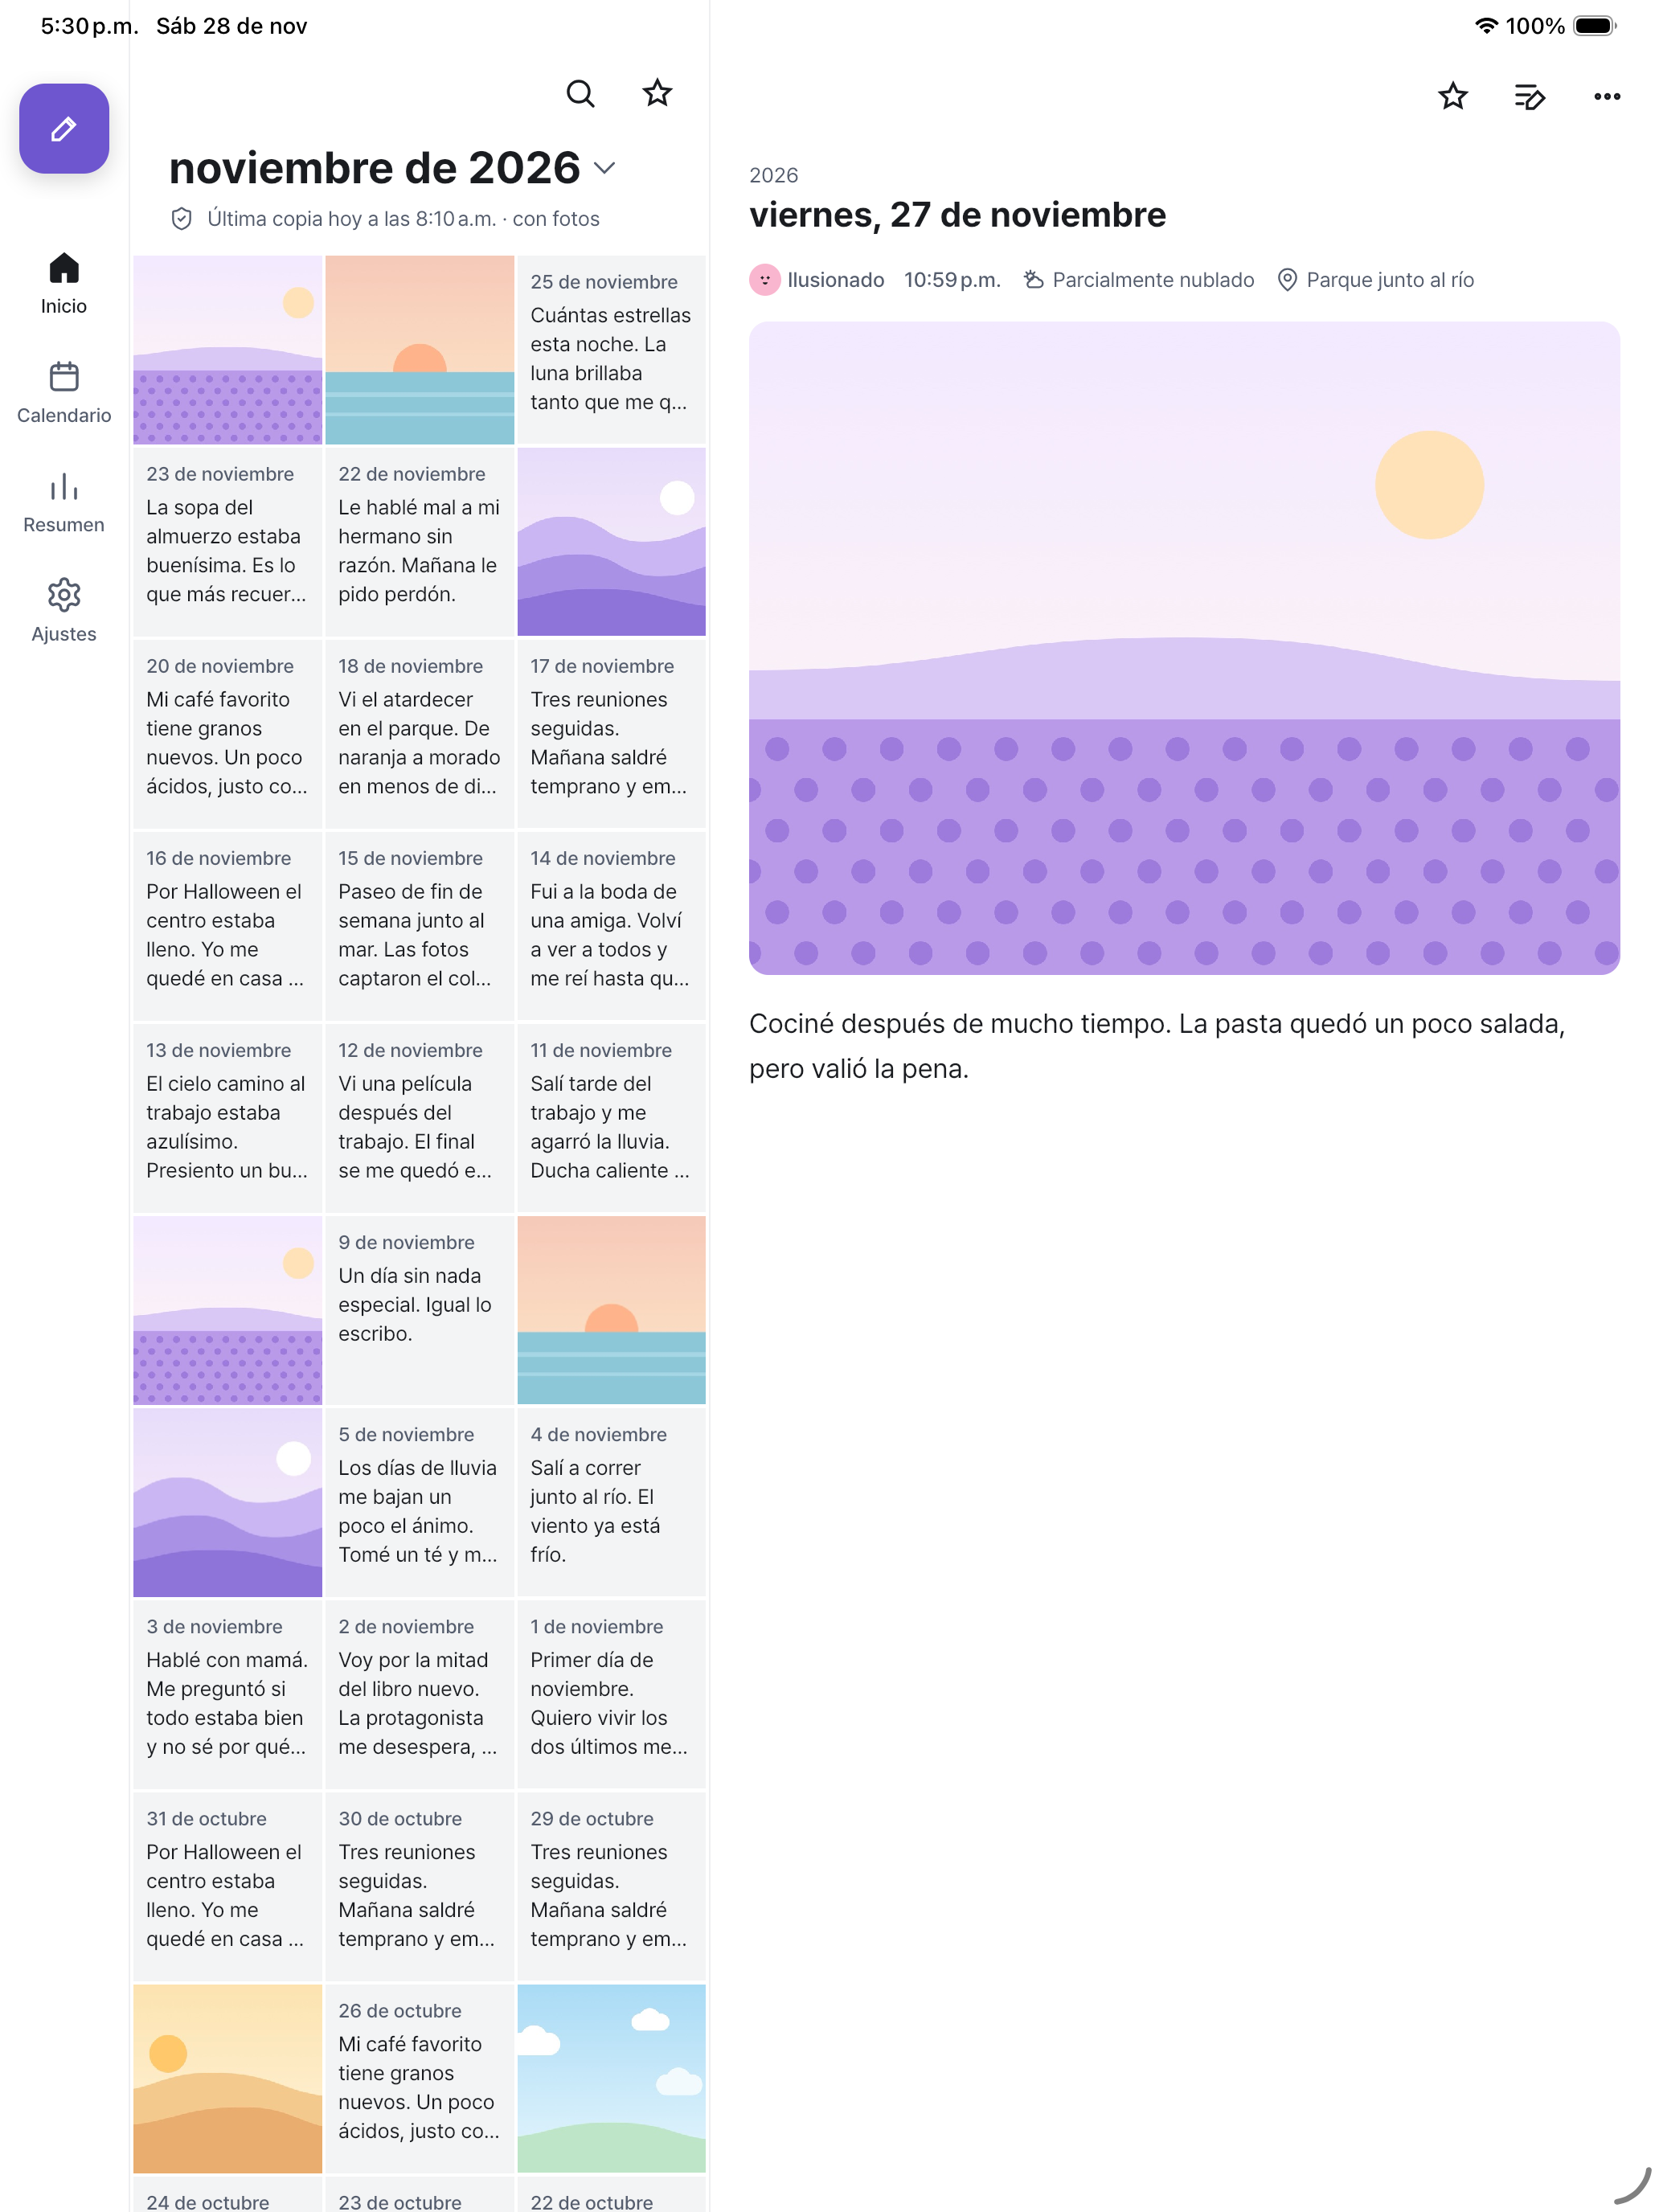 5:30 p.m. Sáb 28 de nov
100%
Inicio
Calendario
Resumen
Ajustes
noviembre de 2026
Última copia hoy a las 8:10 a.m. · con fotos
25 de noviembre
Cuántas estrellas
esta noche. La
luna brillaba
tanto que me q...
23 de noviembre
La sopa del
almuerzo estaba
buenísima. Es lo
que más recuer...
22 de noviembre
Le hablé mal a mi
hermano sin
razón. Mañana le
pido perdón.
20 de noviembre
Mi café favorito
tiene granos
nuevos. Un poco
ácidos, justo co...
18 de noviembre
Vi el atardecer
en el parque. De
naranja a morado
en menos de di...
17 de noviembre
Tres reuniones
seguidas.
Mañana saldré
temprano y em...
16 de noviembre
Por Halloween el
centro estaba
lleno. Yo me
quedé en casa ...
15 de noviembre
Paseo de fin de
semana junto al
mar. Las fotos
captaron el col...
14 de noviembre
Fui a la boda de
una amiga. Volví
a ver a todos y
me reí hasta qu...
13 de noviembre
El cielo camino al
trabajo estaba
azulísimo.
Presiento un bu...
12 de noviembre
Vi una película
después del
trabajo. El final
se me quedó e...
11 de noviembre
Salí tarde del
trabajo y me
agarró la lluvia.
Ducha caliente ...
9 de noviembre
Un día sin nada
especial. Igual lo
escribo.
5 de noviembre
Los días de lluvia
me bajan un
poco el ánimo.
Tomé un té y m...
4 de noviembre
Salí a correr
junto al río. El
viento ya está
frío.
3 de noviembre
Hablé con mamá.
Me preguntó si
todo estaba bien
y no sé por qué...
2 de noviembre
Voy por la mitad
del libro nuevo.
La protagonista
me desespera, ...
1 de noviembre
Primer día de
noviembre.
Quiero vivir los
dos últimos me...
31 de octubre
Por Halloween el
centro estaba
lleno. Yo me
quedé en casa ...
30 de octubre
Tres reuniones
seguidas.
Mañana saldré
temprano y em...
29 de octubre
Tres reuniones
seguidas.
Mañana saldré
temprano y em...
26 de octubre
Mi café favorito
tiene granos
nuevos. Un poco
ácidos, justo co...
24 de octubre
23 de octubre
22 de octubre
2026
viernes, 27 de noviembre
Ilusionado 10:59 p.m. Parcialmente nublado Parque junto al río
Cociné después de mucho tiempo. La pasta quedó un poco salada,
pero valió la pena.